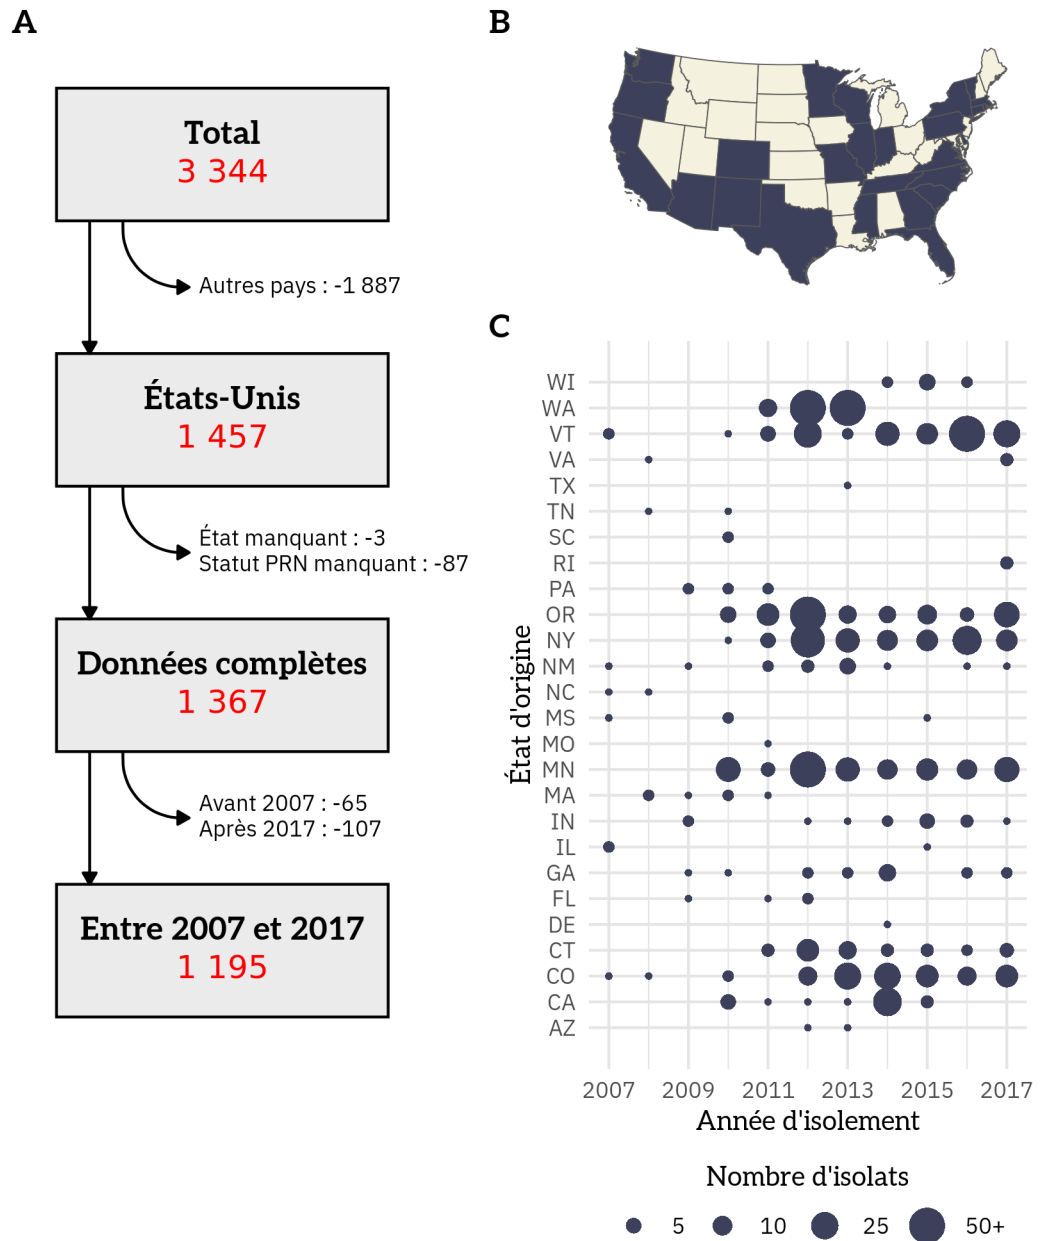 A
Total
3 344
Autres pays : -1 887
États-Unis
1 457
État manquant : -3
Statut PRN manquant : -87
Données complètes
1 367
Avant 2007 : -65
Après 2017 : -107
Entre 2007 et 2017
1 195
B
C
État d'origine
WI
WA
VT
VA
TX
TN
SC
RI
PA
OR
NY
NM
NC
MS
MO
MN
MA
IN
IL
GA
FL
DE
CT
CO
CA
AZ
2007 2009 2011 2013 2015 2017
Année d'isolement
Nombre d'isolats
5 10 25 50+